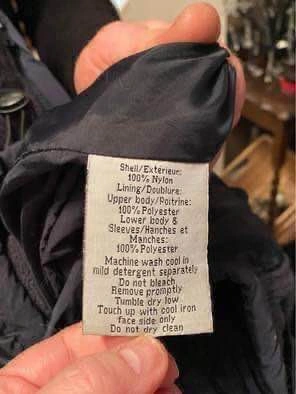 Shell/Exterieur:
100% Nylon
Lining/Doublure:
Upper body/Poitrine:
100% Polyester
Lower body &
Sleeves/Hanches et
Manches:
100% Polyester
Machine wash cool in
mild detergent separately
Do not bleach
Remove promptly
Tumble dry low
Touch up with cool iron
face side only
Do not dry clean